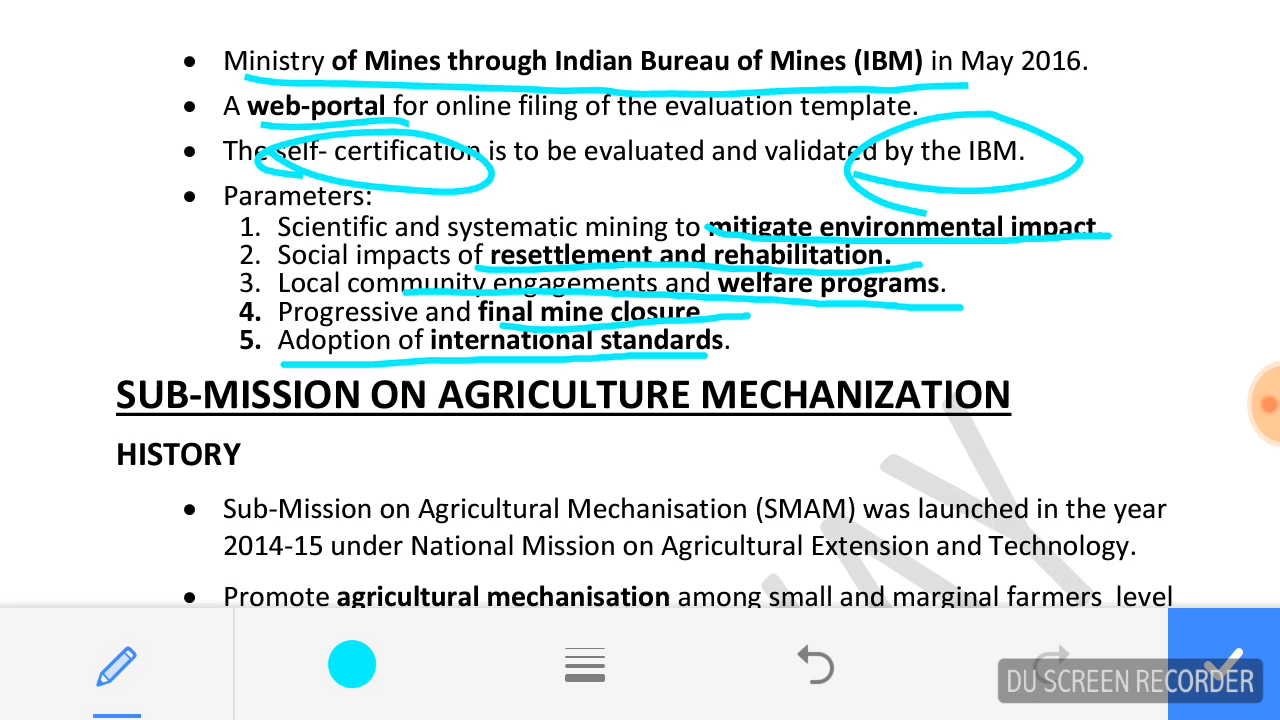 • Ministry of Mines through Indian Bureau of Mines (IBM) in May 2016.
• A web-portal for online filing of the evaluation template.
• The self- certification is to be evaluated and validated by the IBM.
• Parameters:
1. Scientific and systematic mining to mitigate environmental impact.
2. Social impacts of resettlement and rehabilitation.
3. Local community engagements and welfare programs.
4. Progressive and final mine closure
5. Adoption of international standards.
SUB-MISSION ON AGRICULTURE MECHANIZATION
HISTORY
• Sub-Mission on Agricultural Mechanisation (SMAM) was launched in the year
2014-15 under National Mission on Agricultural Extension and Technology.
• Promote agricultural mechanisation among small and marginal farmers level
DU SCREEN RECORDER